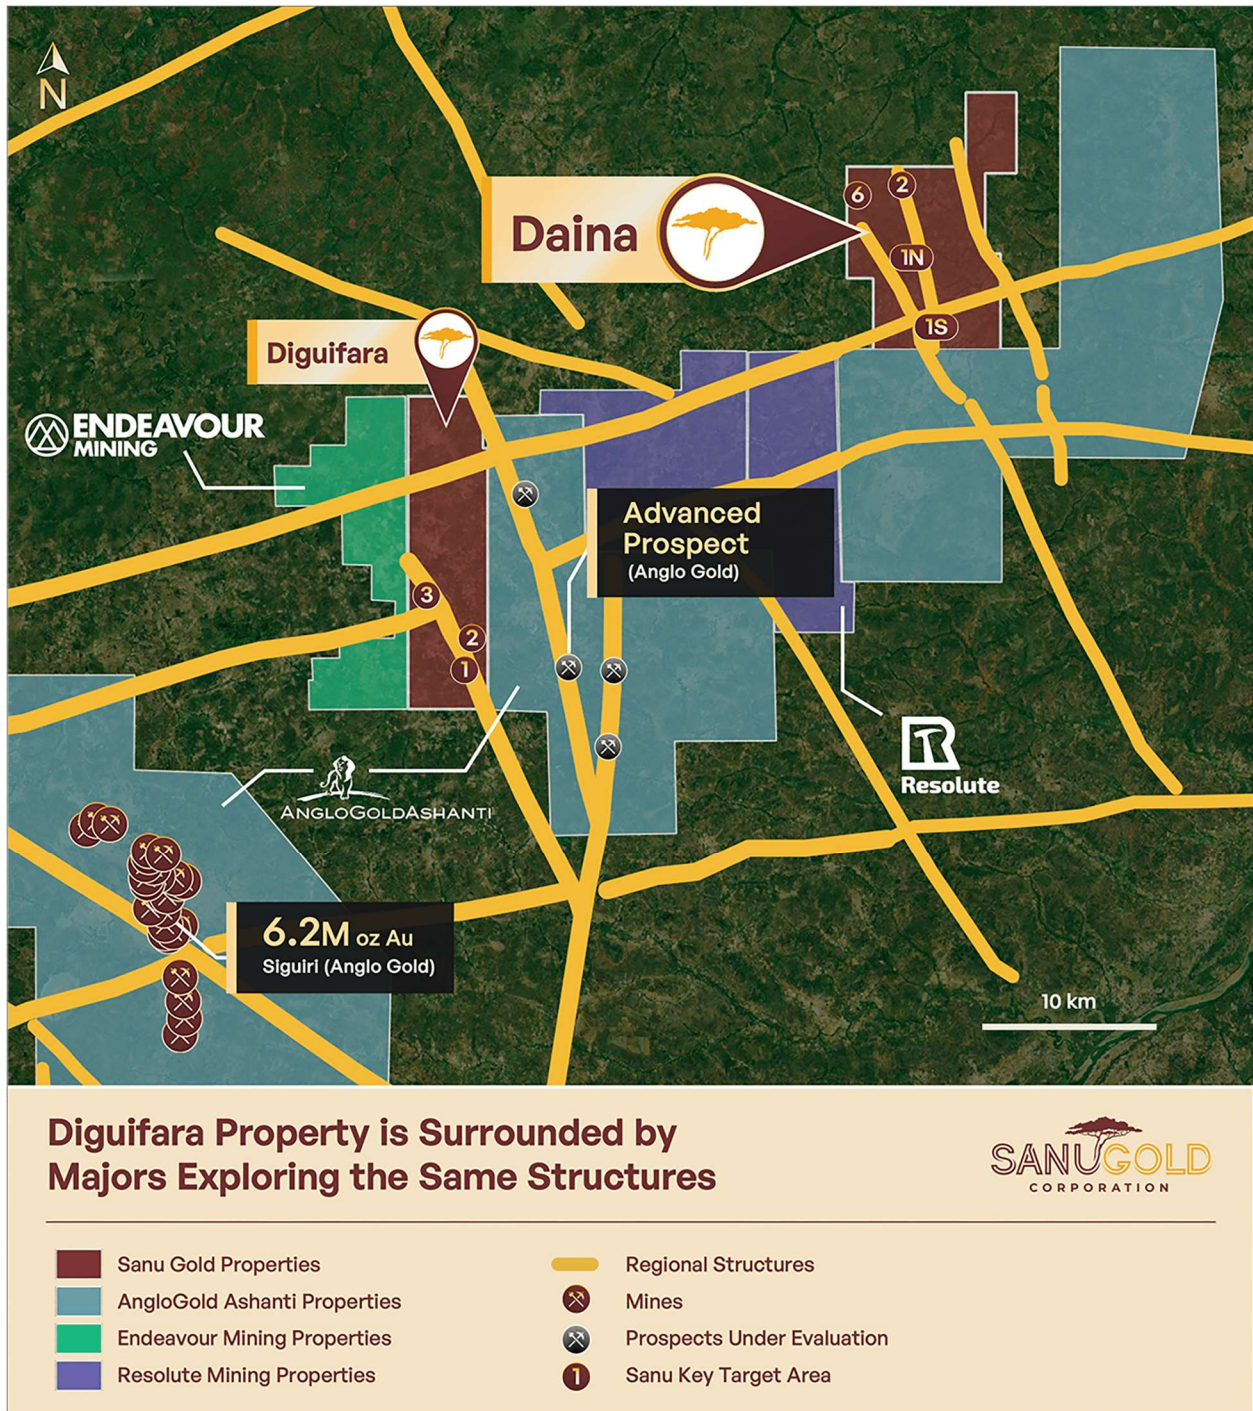 N
Daina
6
2
1N
1S
Diguifara
ENDEAVOUR
MINING
Advanced
Prospect
(Anglo Gold)
3
2
1
Resolute
ANGLOGOLDASHANTI
6.2M oz Au
Siguiri (Anglo Gold)
10 km
Diguifara Property is Surrounded by
Majors Exploring the Same Structures
SANUGOLD
CORPORATION
Sanu Gold Properties
AngloGold Ashanti Properties
Endeavour Mining Properties
Resolute Mining Properties
Regional Structures
Mines
Prospects Under Evaluation
1
Sanu Key Target Area